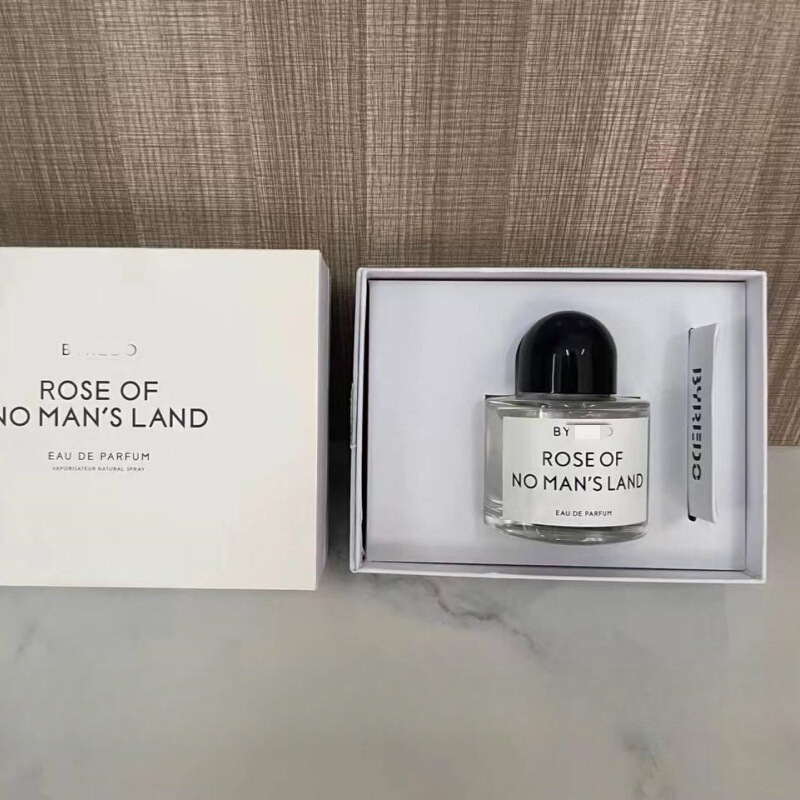 ROSE OF
NO MAN'S LAND
EAU DE PARFUM
VAPORISATEUR NATURAL SPRAY
ROSE OF
NO MAN'S LAND
EAU DE PARFUM
BYREDO